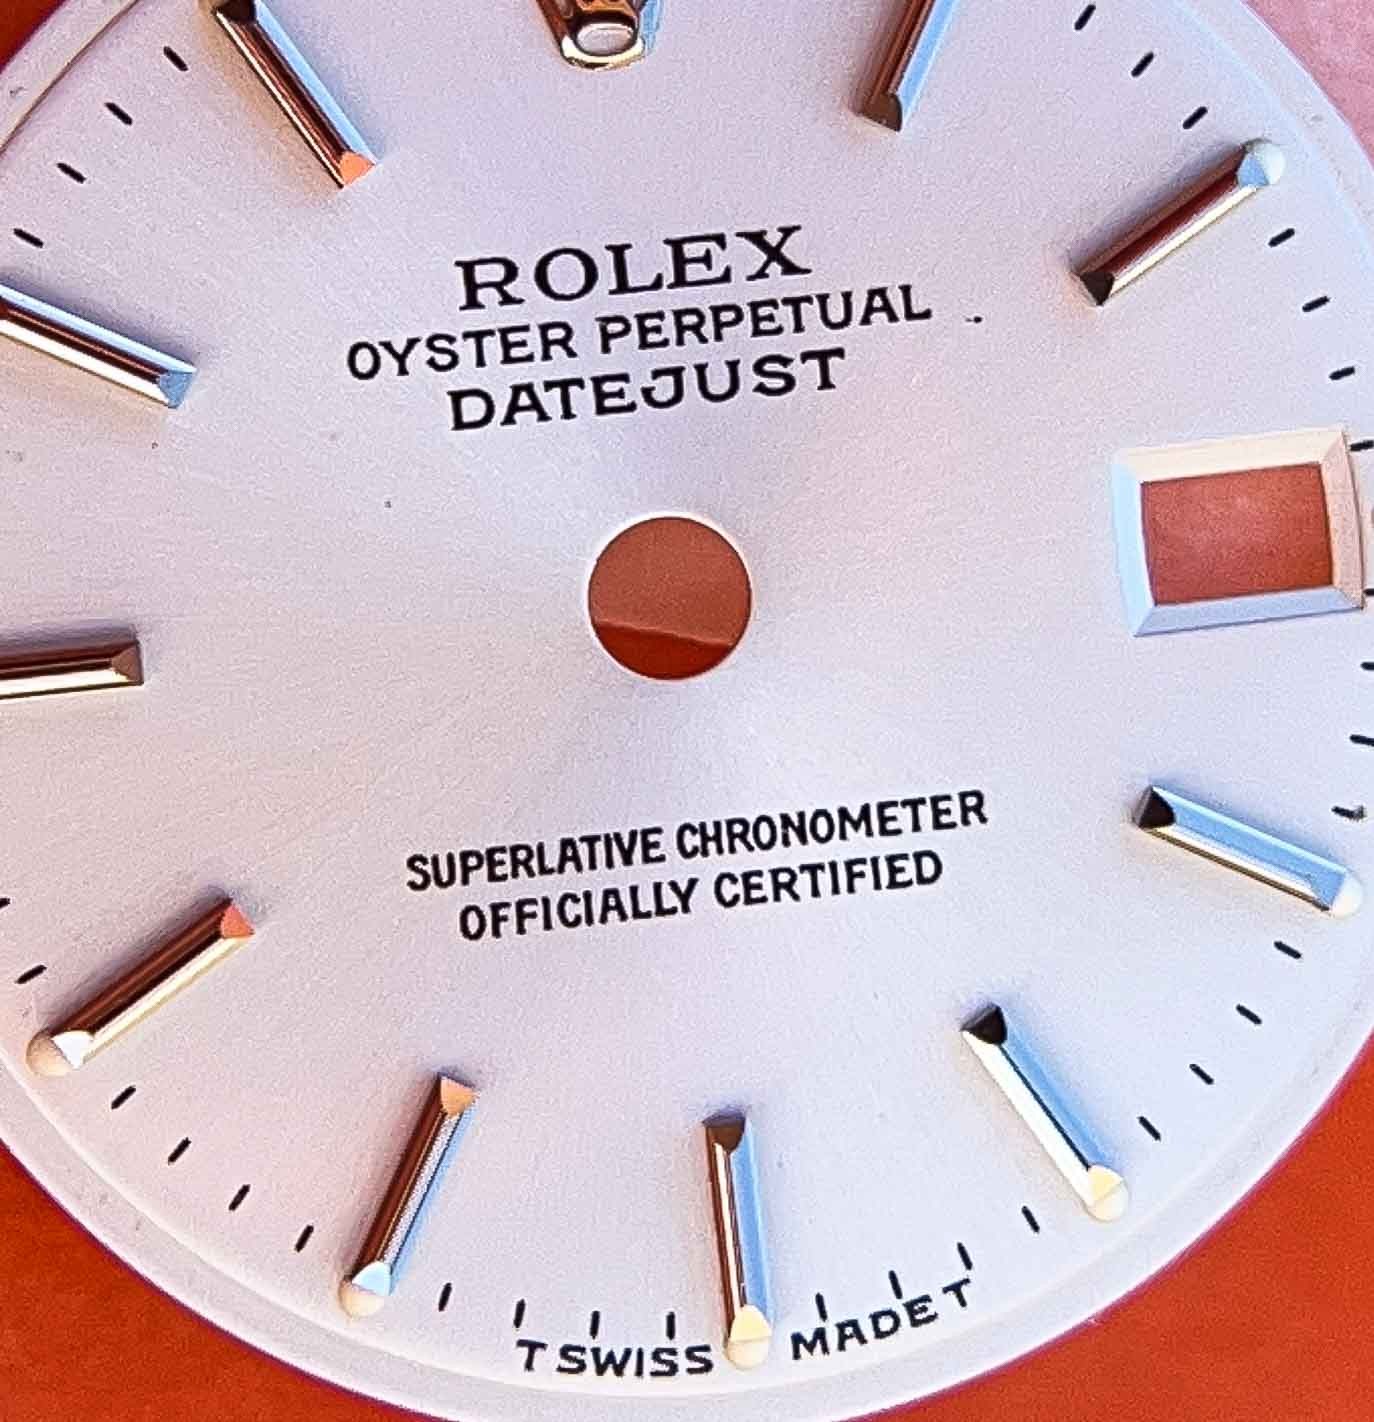 ROLEX
OYSTER PERPETUAL
DATEJUST
SUPERLATIVE CHRONOMETER
OFFICIALLY CERTIFIED
T SWISS MADE T